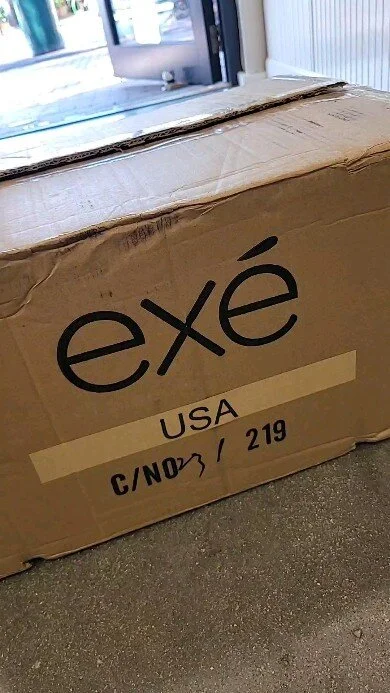 exé
USA
C/NO 23 / 219